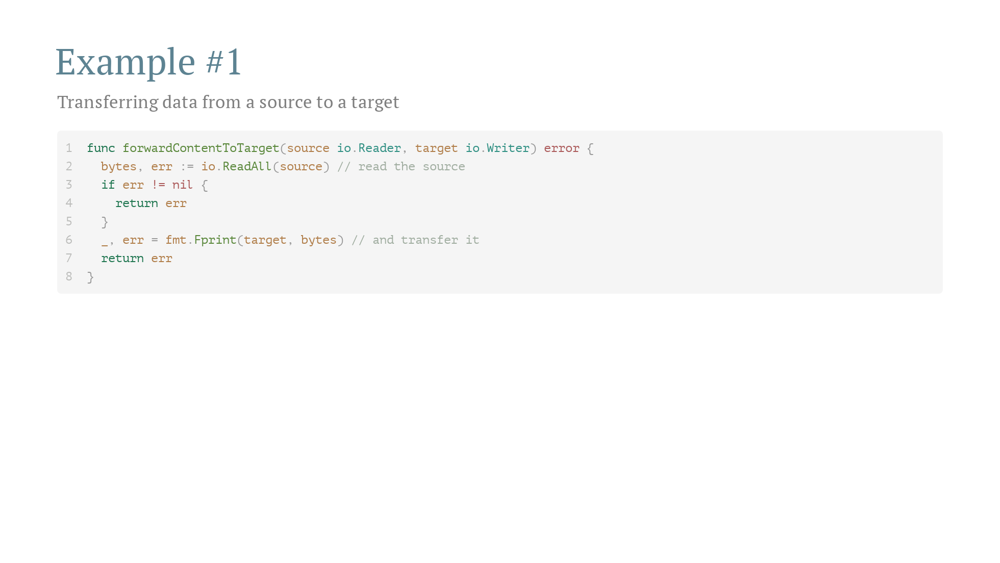 Example #1
Transferring data from a source to a target
1 func forwardContentToTarget(source io.Reader, target io.Writer) error {
2   bytes, err := io.ReadAll(source) // read the source
3   if err != nil {
4     return err
5   }
6   _, err = fmt.Fprint(target, bytes) // and transfer it
7   return err
8 }